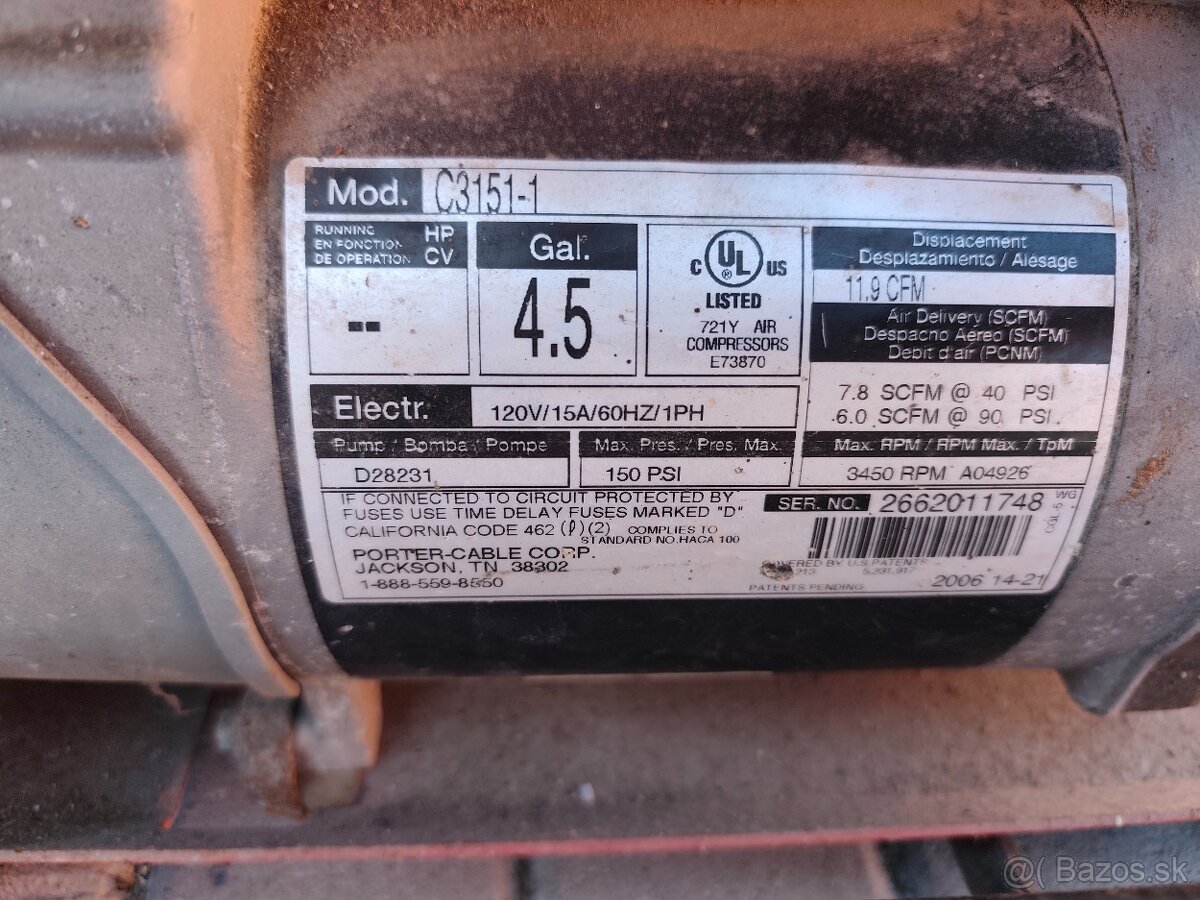 Mod. C3151-1
RUNNING HP
EN FONCTION CV
DE OPERATION
--
Gal.
4.5
C UL ® US
LISTED
721Y AIR
COMPRESSORS
E73870
Displacement
Desplazamiento / Alésage
11.9 CFM
Air Delivery (SCFM)
Despacho Aéreo (SCFM)
Debit d'air (PCNM)
7.8 SCFM @ 40 PSI
6.0 SCFM @ 90 PSI
Electr. 120V/15A/60HZ/1PH
Pump / Bomba / Pompe
D28231
Max. Pres. / Pres. Max.
150 PSI
Max. RPM / RPM Max. / TpM
3450 RPM A04926
IF CONNECTED TO CIRCUIT PROTECTED BY
FUSES USE TIME DELAY FUSES MARKED "D"
CALIFORNIA CODE 462 (l)(2) COMPLIES TO
STANDARD NO.HACA 100
PORTER-CABLE CORP.
JACKSON, TN 38302
1-888-559-8550
SER. NO. 2662011748
WG
COVERED BY U.S.PATENTS
PATENTS PENDING
2006 14-21
@( Bazos.sk